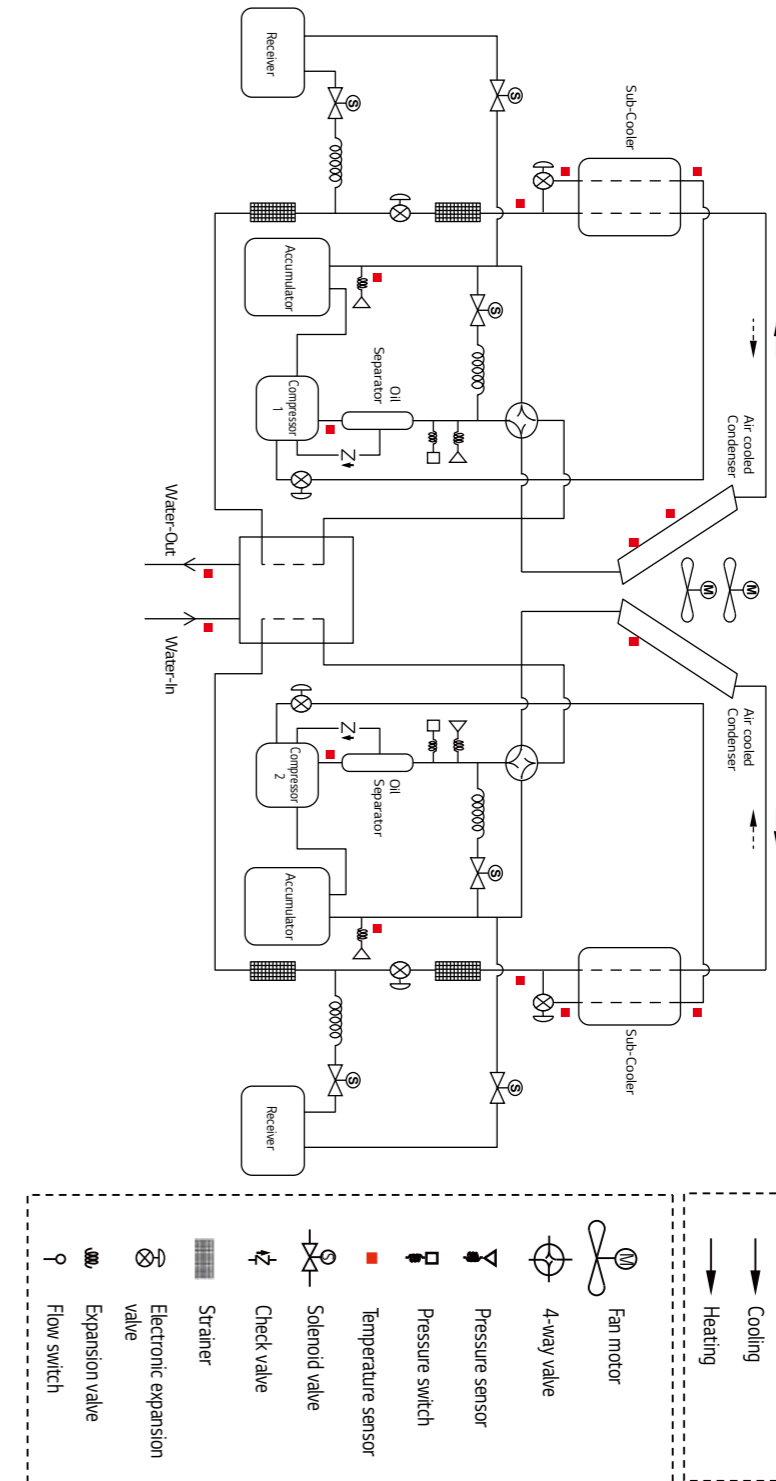 Receiver
Sub-Cooler
Accumulator
Oil
Separator
Compressor
1
Air cooled
Condenser
M
M
S
S
S
Water-Out
Water-In
Air cooled
Condenser
Compressor
2
Oil
Separator
Accumulator
S
S
S
Sub-Cooler
Receiver
Cooling
Heating
M
Fan motor
4-way valve
Pressure sensor
Pressure switch
Temperature sensor
S
Solenoid valve
Check valve
Strainer
Electronic expansion
valve
Expansion valve
Flow switch